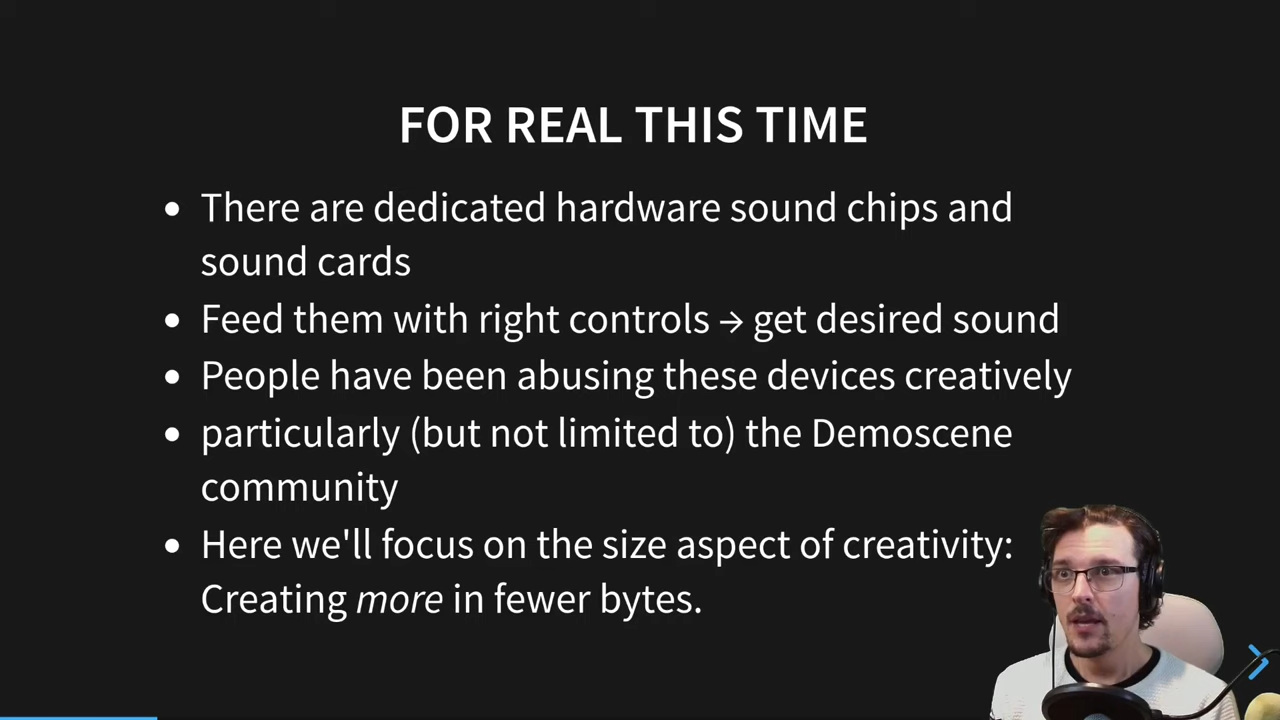 FOR REAL THIS TIME
There are dedicated hardware sound chips and
sound cards
Feed them with right controls → get desired sound
People have been abusing these devices creatively
particularly (but not limited to) the Demoscene
community
Here we'll focus on the size aspect of creativity:
Creating more in fewer bytes.